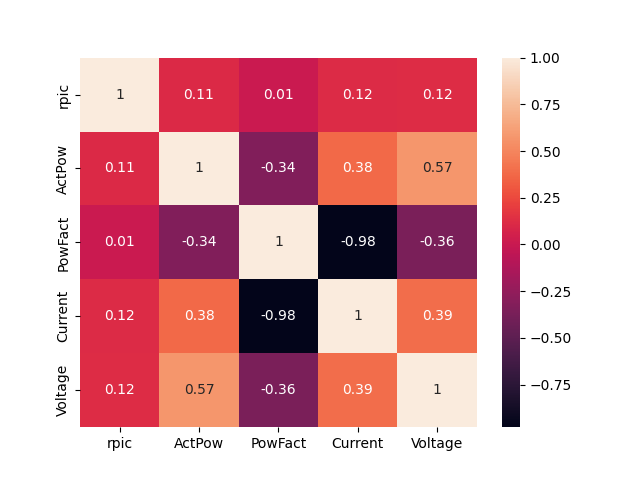 rpic 1 0.11 0.01 0.12 0.12
ActPow 0.11 1 -0.34 0.38 0.57
PowFact 0.01 -0.34 1 -0.98 -0.36
Current 0.12 0.38 -0.98 1 0.39
Voltage 0.12 0.57 -0.36 0.39 1
rpic ActPow PowFact Current Voltage
1.00
0.75
0.50
0.25
0.00
−0.25
−0.50
−0.75